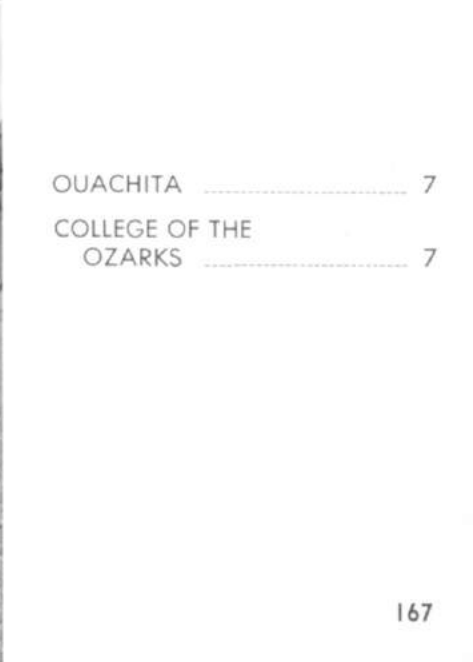 OUACHITA ........................ 7
COLLEGE OF THE
OZARKS ........................ 7
167